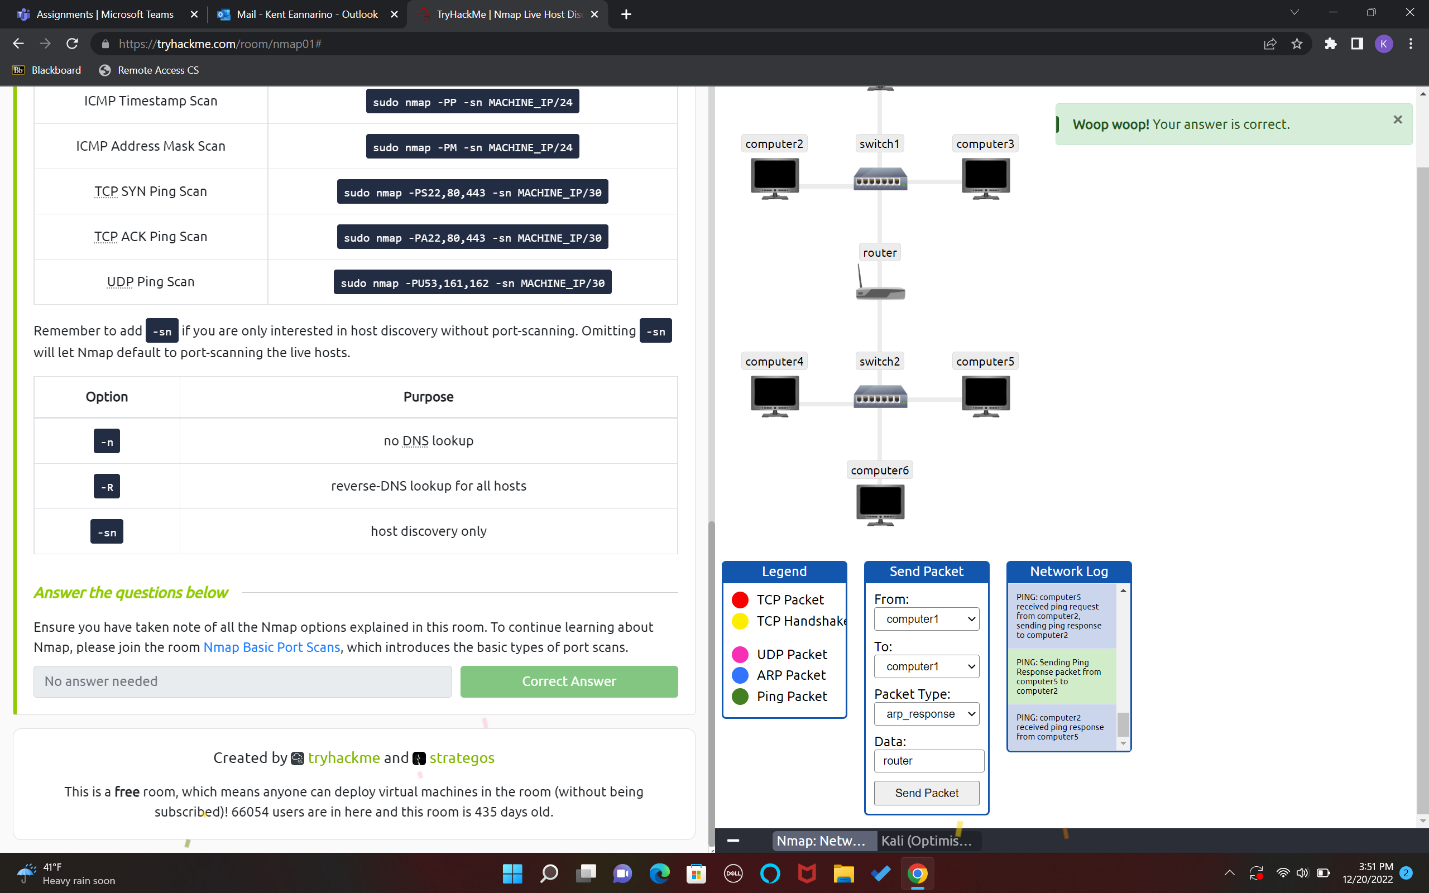 Assignments | Microsoft Teams
Mail - Kent Eannarino - Outlook
TryHackMe | Nmap Live Host Dis
https://tryhackme.com/room/nmap01#
K
Bb Blackboard
Remote Access CS
ICMP Timestamp Scan
sudo nmap -PP -sn MACHINE_IP/24
ICMP Address Mask Scan
sudo nmap -PM -sn MACHINE_IP/24
TCP SYN Ping Scan
sudo nmap -PS22,80,443 -sn MACHINE_IP/30
TCP ACK Ping Scan
sudo nmap -PA22,80,443 -sn MACHINE_IP/30
UDP Ping Scan
sudo nmap -PU53,161,162 -sn MACHINE_IP/30
Remember to add -sn if you are only interested in host discovery without port-scanning. Omitting -sn
will let Nmap default to port-scanning the live hosts.
Option Purpose
-n no DNS lookup
-R reverse-DNS lookup for all hosts
-sn host discovery only
Answer the questions below
Ensure you have taken note of all the Nmap options explained in this room. To continue learning about
Nmap, please join the room Nmap Basic Port Scans, which introduces the basic types of port scans.
No answer needed
Correct Answer
Created by tryhackme and strategos
This is a free room, which means anyone can deploy virtual machines in the room (without being
subscribed)! 66054 users are in here and this room is 435 days old.
Woop woop! Your answer is correct.
computer2
switch1
computer3
router
computer4
switch2
computer5
computer6
Legend
TCP Packet
TCP Handshake
UDP Packet
ARP Packet
Ping Packet
Send Packet
From:
computer1
To:
computer1
Packet Type:
arp_response
Data:
router
Send Packet
Network Log
PING: computer5
received ping request
from computer2,
sending ping response
to computer2
PING: Sending Ping
Response packet from
computer5 to
computer2
PING: computer2
received ping response
from computer5
Nmap: Netw...
Kali (Optimis...
41°F
Heavy rain soon
DELL
3:51 PM
12/20/2022
2